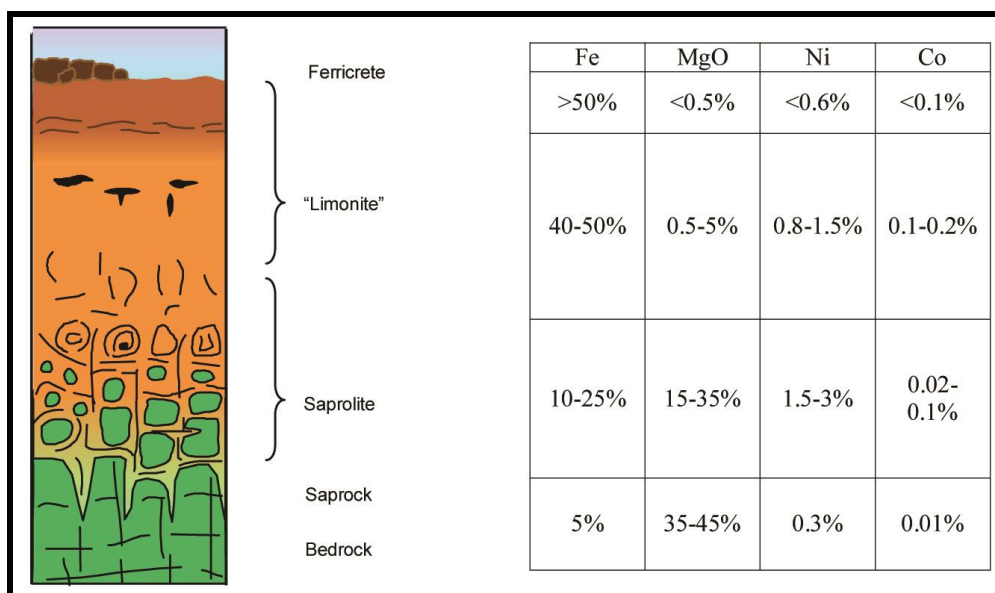 Ferricrete
“Limonite”
Saprolite
Saprock
Bedrock
Fe MgO Ni Co
>50% <0.5% <0.6% <0.1%
40-50% 0.5-5% 0.8-1.5% 0.1-0.2%
10-25% 15-35% 1.5-3% 0.02-
0.1%
5% 35-45% 0.3% 0.01%